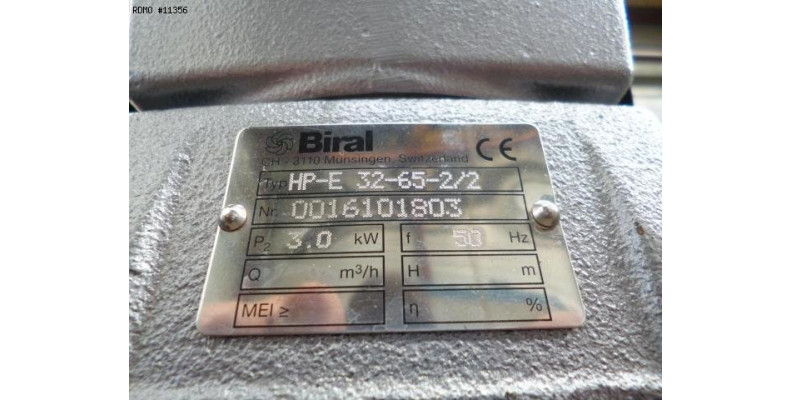 RDMO #11356
Biral CE
CH - 3110 Münsingen, Switzerland
Typ HP-E 32-65-2/2
Nr. 0016101803
P2 3.0 kW f 50 Hz
Q m³/h H m
MEI ≥ η %